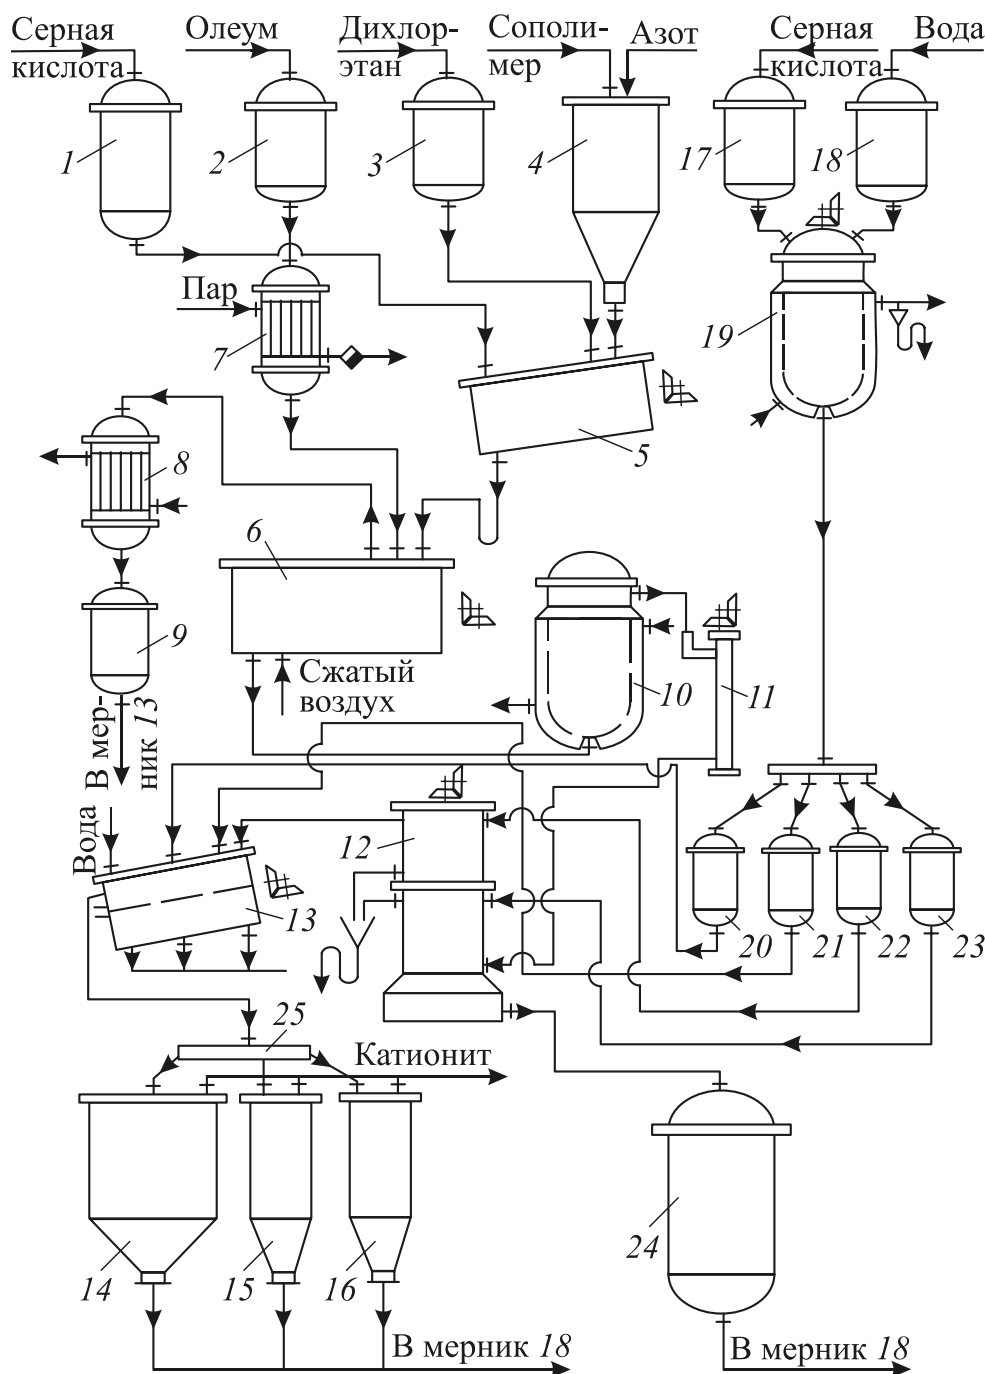 Серная
кислота
Олеум
Дихлор-
этан
Сополи-
мер
Азот
Серная
кислота
Вода
1
2
3
4
17
18
Пар
7
19
5
8
6
9
Сжатый
воздух
10
11
В мер-
ник 13
Вода
12
13
20
21
22
23
25
Катионит
14
15
16
24
В мерник 18
В мерник 18